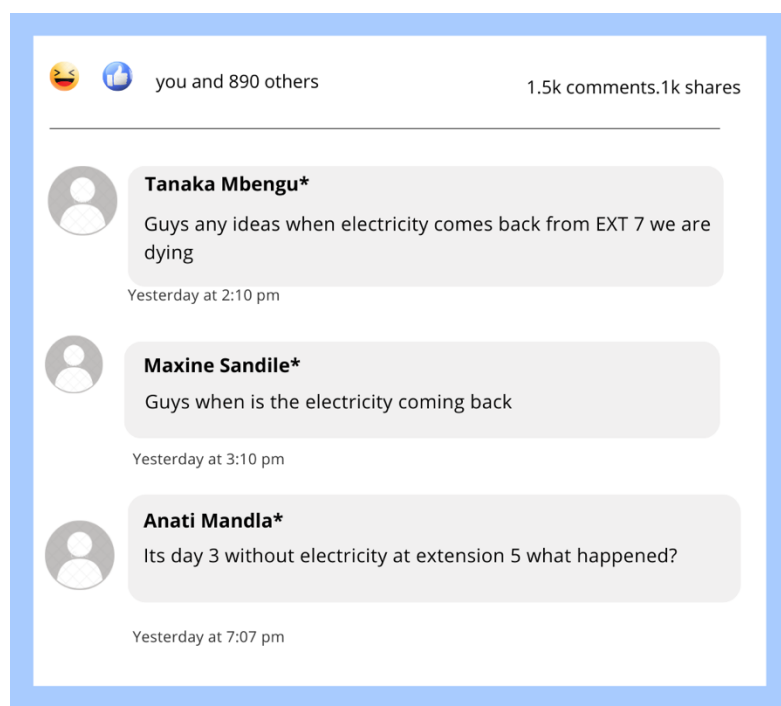 you and 890 others
1.5k comments.1k shares
Tanaka Mbengu*
Guys any ideas when electricity comes back from EXT 7 we are
dying
Yesterday at 2:10 pm
Maxine Sandile*
Guys when is the electricity coming back
Yesterday at 3:10 pm
Anati Mandla*
Its day 3 without electricity at extension 5 what happened?
Yesterday at 7:07 pm